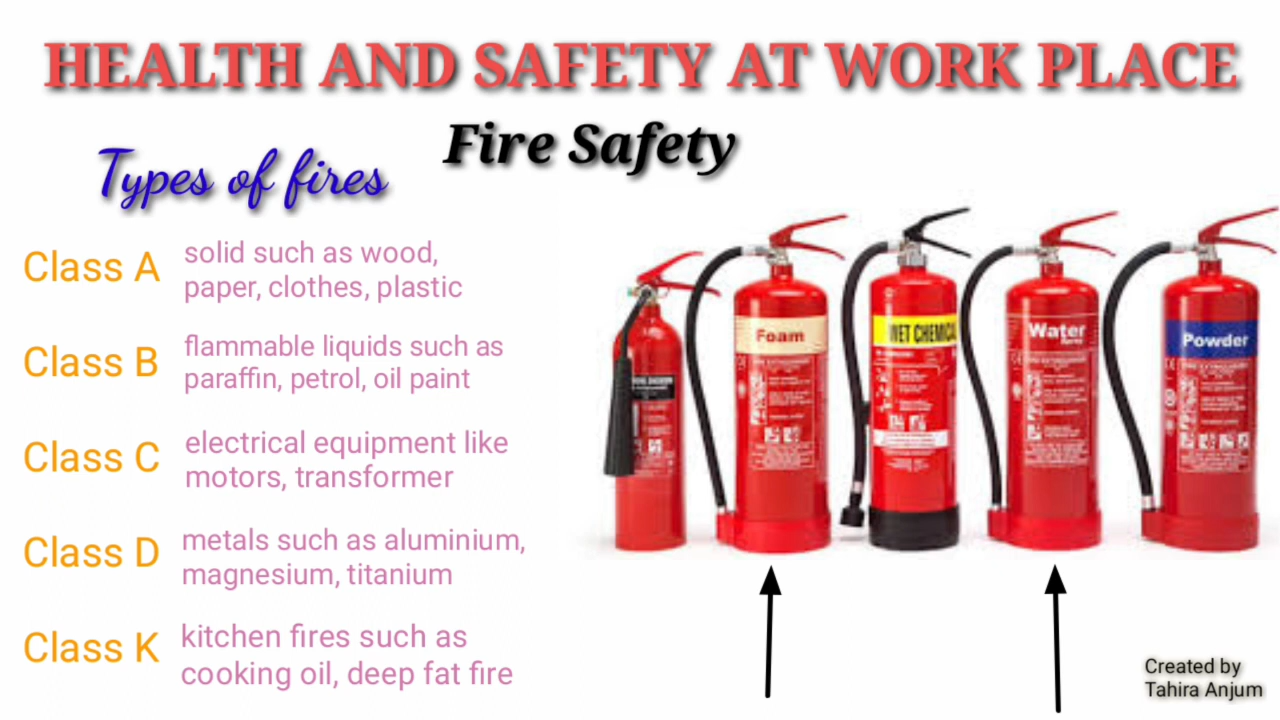 HEALTH AND SAFETY AT WORK PLACE
Fire Safety
Types of fires
Class A
solid such as wood,
paper, clothes, plastic
Class B
flammable liquids such as
paraffin, petrol, oil paint
Class C
electrical equipment like
motors, transformer
Class D
metals such as aluminium,
magnesium, titanium
Class K
kitchen fires such as
cooking oil, deep fat fire
Foam
WET CHEMICAL
Water
Powder
Created by
Tahira Anjum